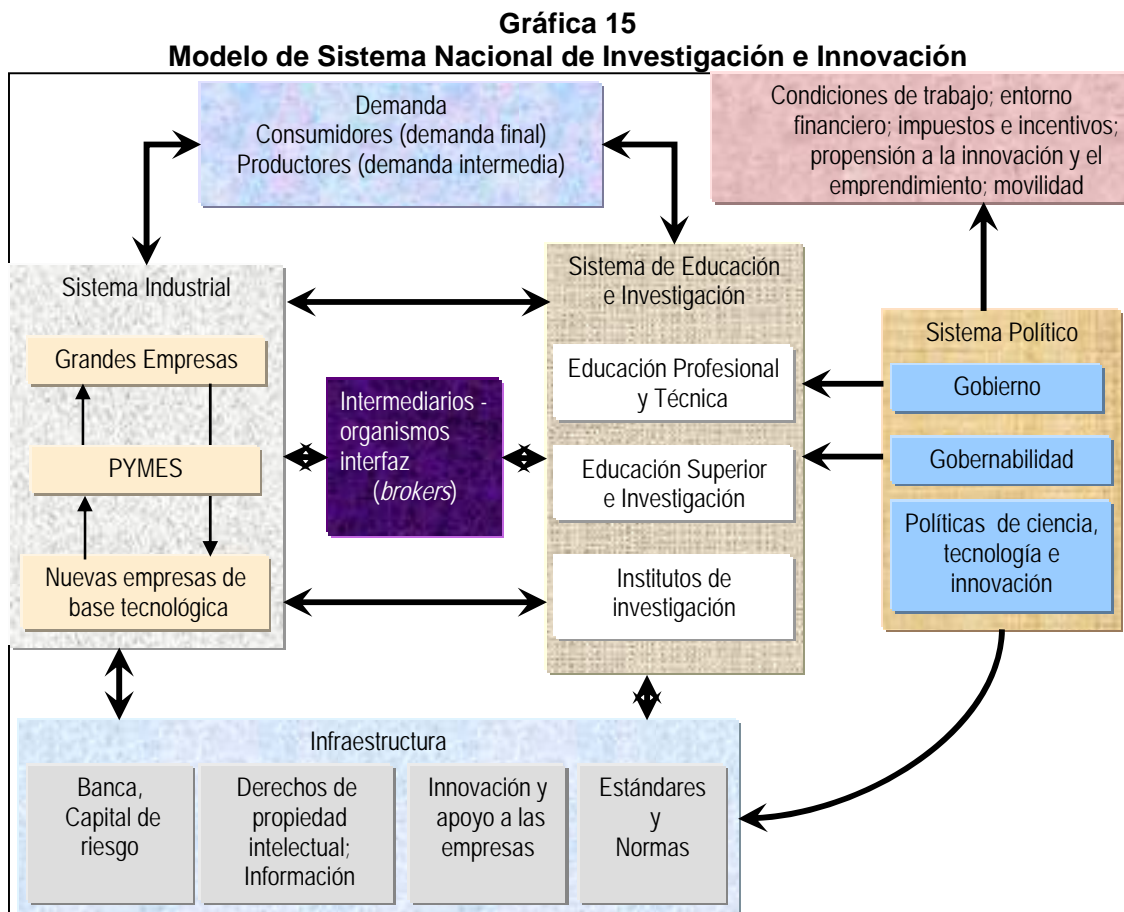 Gráfica 15
Modelo de Sistema Nacional de Investigación e Innovación
Demanda
Consumidores (demanda final)
Productores (demanda intermedia)
Condiciones de trabajo; entorno
financiero; impuestos e incentivos;
propensión a la innovación y el
emprendimiento; movilidad
Sistema Industrial
Grandes Empresas
PYMES
Nuevas empresas de
base tecnológica
Intermediarios -
organismos
interfaz
(brokers)
Sistema de Educación
e Investigación
Educación Profesional
y Técnica
Educación Superior
e Investigación
Institutos de
investigación
Sistema Político
Gobierno
Gobernabilidad
Políticas de ciencia,
tecnología e
innovación
Infraestructura
Banca,
Capital de
riesgo
Derechos de
propiedad
intelectual;
Información
Innovación y
apoyo a las
empresas
Estándares
y
Normas